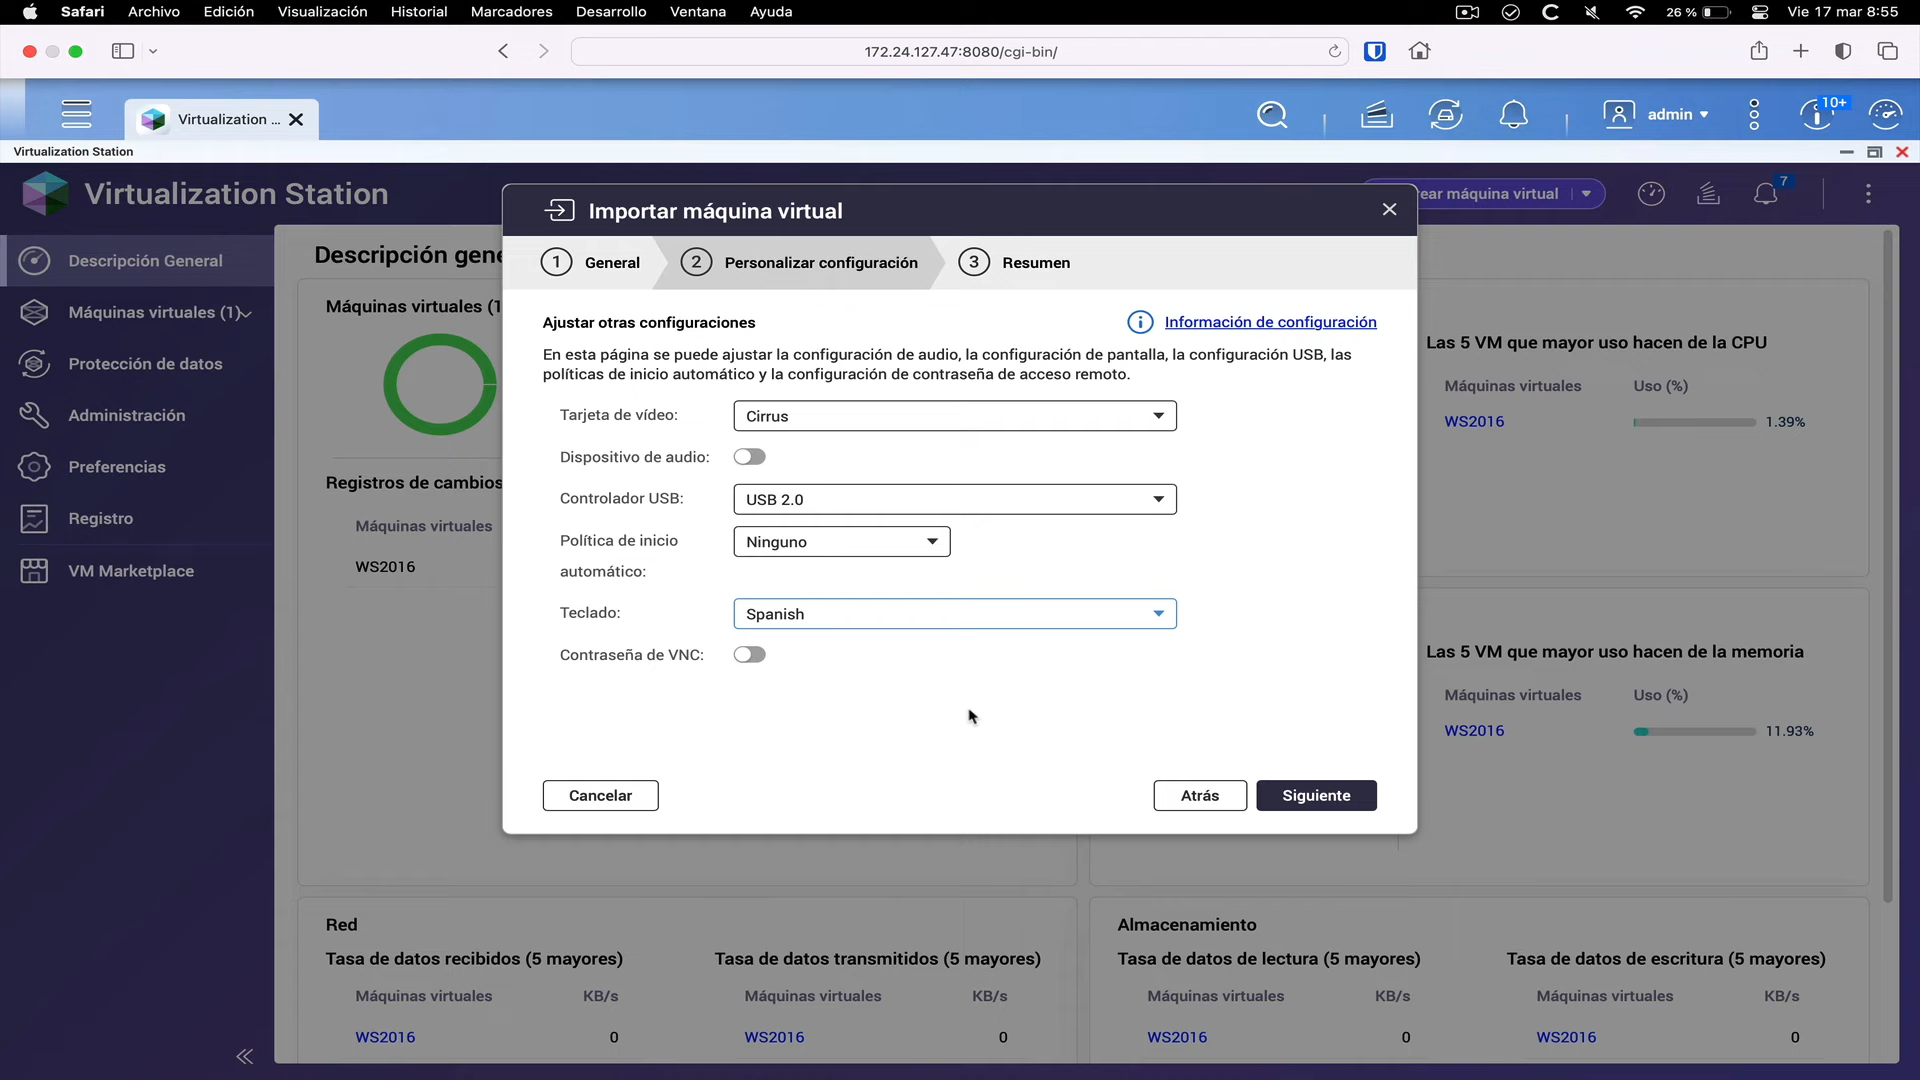 Safari Archivo Edición Visualización Historial Marcadores Desarrollo Ventana Ayuda 26 % Vie 17 mar 8:55
172.24.127.47:8080/cgi-bin/
Virtualization ... admin 10+
Virtualization Station
Virtualization Station
Importar máquina virtual
rear máquina virtual
7
Descripción General
Máquinas virtuales (1)
Protección de datos
Administración
Preferencias
Registro
VM Marketplace
Descripción gene
Máquinas virtuales (1
Registros de cambios
Máquinas virtuales
WS2016
1 General 2 Personalizar configuración 3 Resumen
Ajustar otras configuraciones
Información de configuración
En esta página se puede ajustar la configuración de audio, la configuración de pantalla, la configuración USB, las
políticas de inicio automático y la configuración de contraseña de acceso remoto.
Tarjeta de vídeo: Cirrus
Dispositivo de audio:
Controlador USB: USB 2.0
Política de inicio
automático:
Ninguno
Teclado: Spanish
Contraseña de VNC:
Cancelar Atrás Siguiente
Las 5 VM que mayor uso hacen de la CPU
Máquinas virtuales Uso (%)
WS2016 1.39%
Las 5 VM que mayor uso hacen de la memoria
Máquinas virtuales Uso (%)
WS2016 11.93%
Red
Tasa de datos recibidos (5 mayores) Tasa de datos transmitidos (5 mayores)
Máquinas virtuales KB/s Máquinas virtuales KB/s
WS2016 0 WS2016 0
Almacenamiento
Tasa de datos de lectura (5 mayores) Tasa de datos de escritura (5 mayores)
Máquinas virtuales KB/s Máquinas virtuales KB/s
WS2016 0 WS2016 0